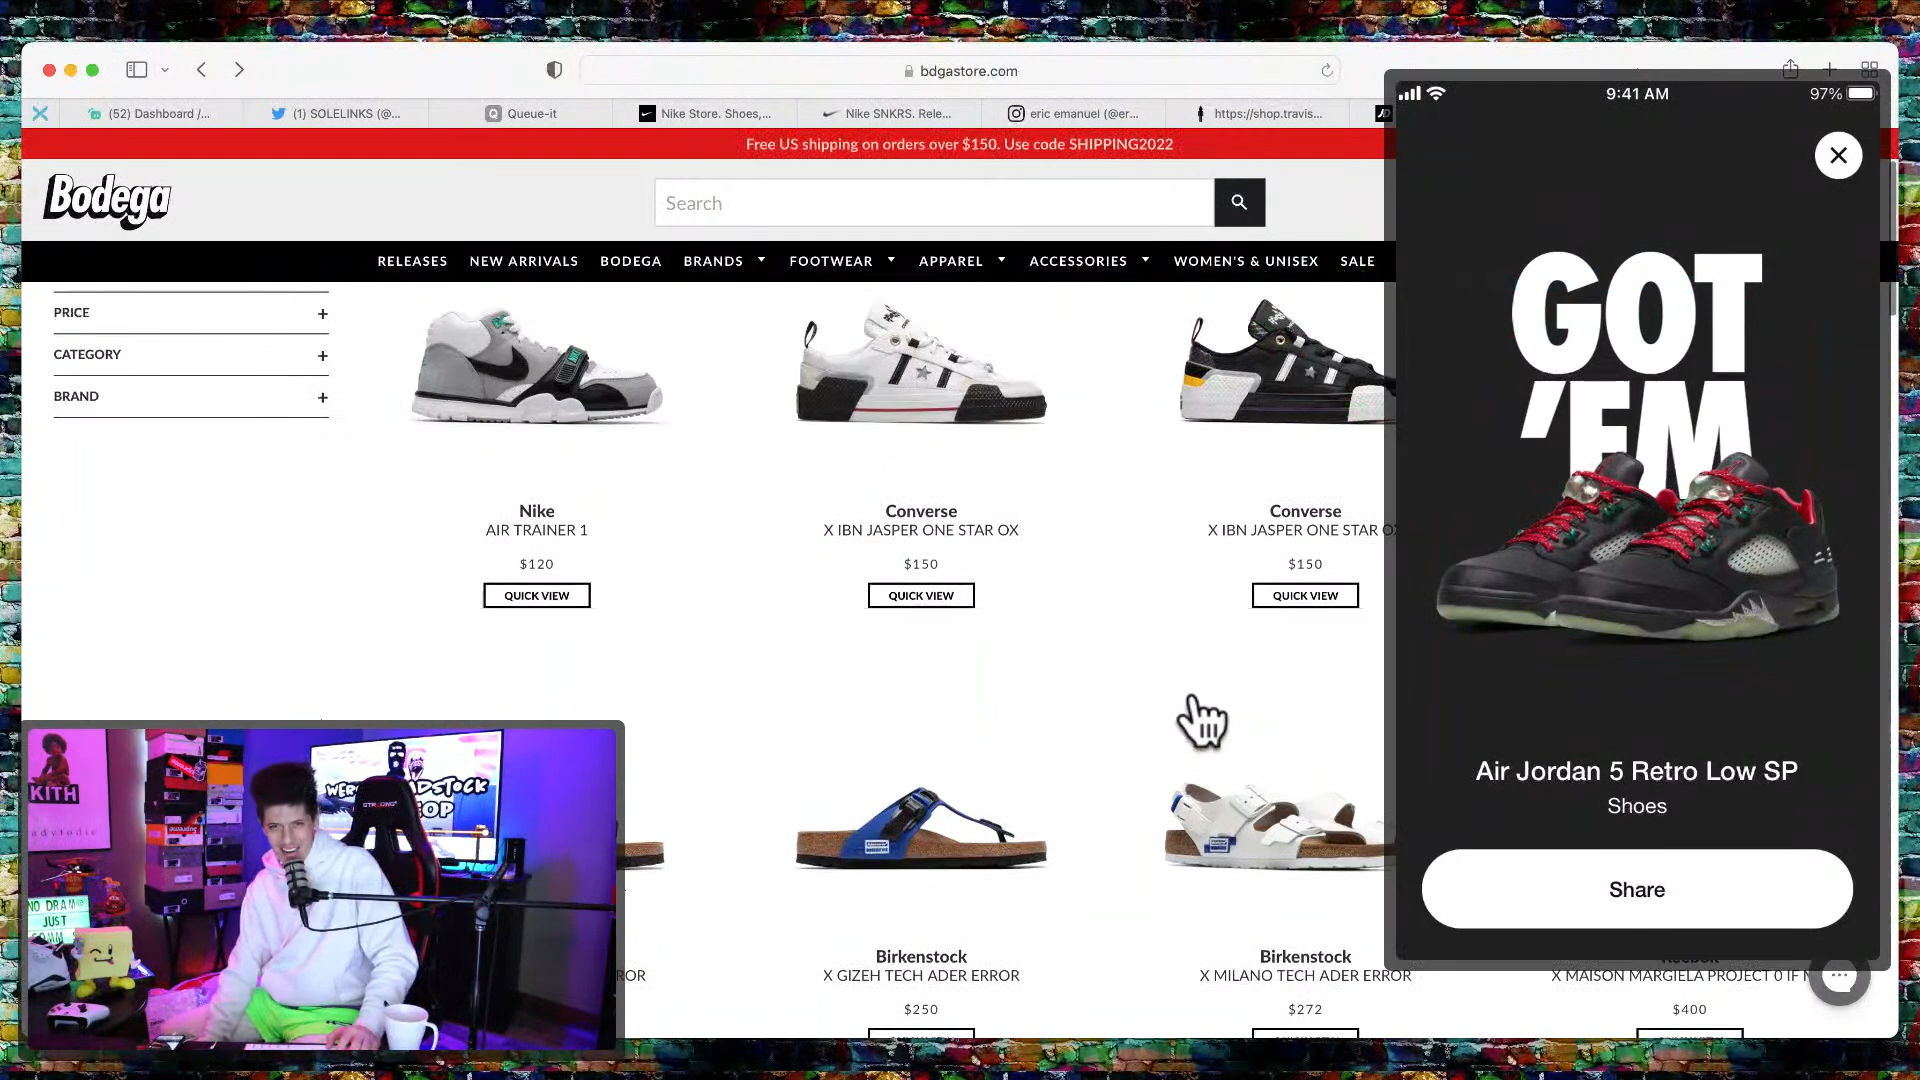 bdgastore.com
(52) Dashboard /...
(1) SOLELINKS (@...
Queue-it
Nike Store. Shoes,...
Nike SNKRS. Rele...
eric emanuel (@er...
https://shop.travis...
Free US shipping on orders over $150. Use code SHIPPING2022
Bodega
Search
RELEASES NEW ARRIVALS BODEGA BRANDS FOOTWEAR APPAREL ACCESSORIES WOMEN'S & UNISEX SALE
PRICE +
CATEGORY +
BRAND +
Nike
AIR TRAINER 1
$120
QUICK VIEW
Converse
X IBN JASPER ONE STAR OX
$150
QUICK VIEW
Converse
X IBN JASPER ONE STAR O
$150
QUICK VIEW
ROR
Birkenstock
X GIZEH TECH ADER ERROR
$250
Birkenstock
X MILANO TECH ADER ERROR
$272
X MAISON MARGIELA PROJECT 0 IF
$400
9:41 AM
97%
GOT
'EM
Air Jordan 5 Retro Low SP
Shoes
Share
KITH
NO DRAMA
JUST
GTRACING